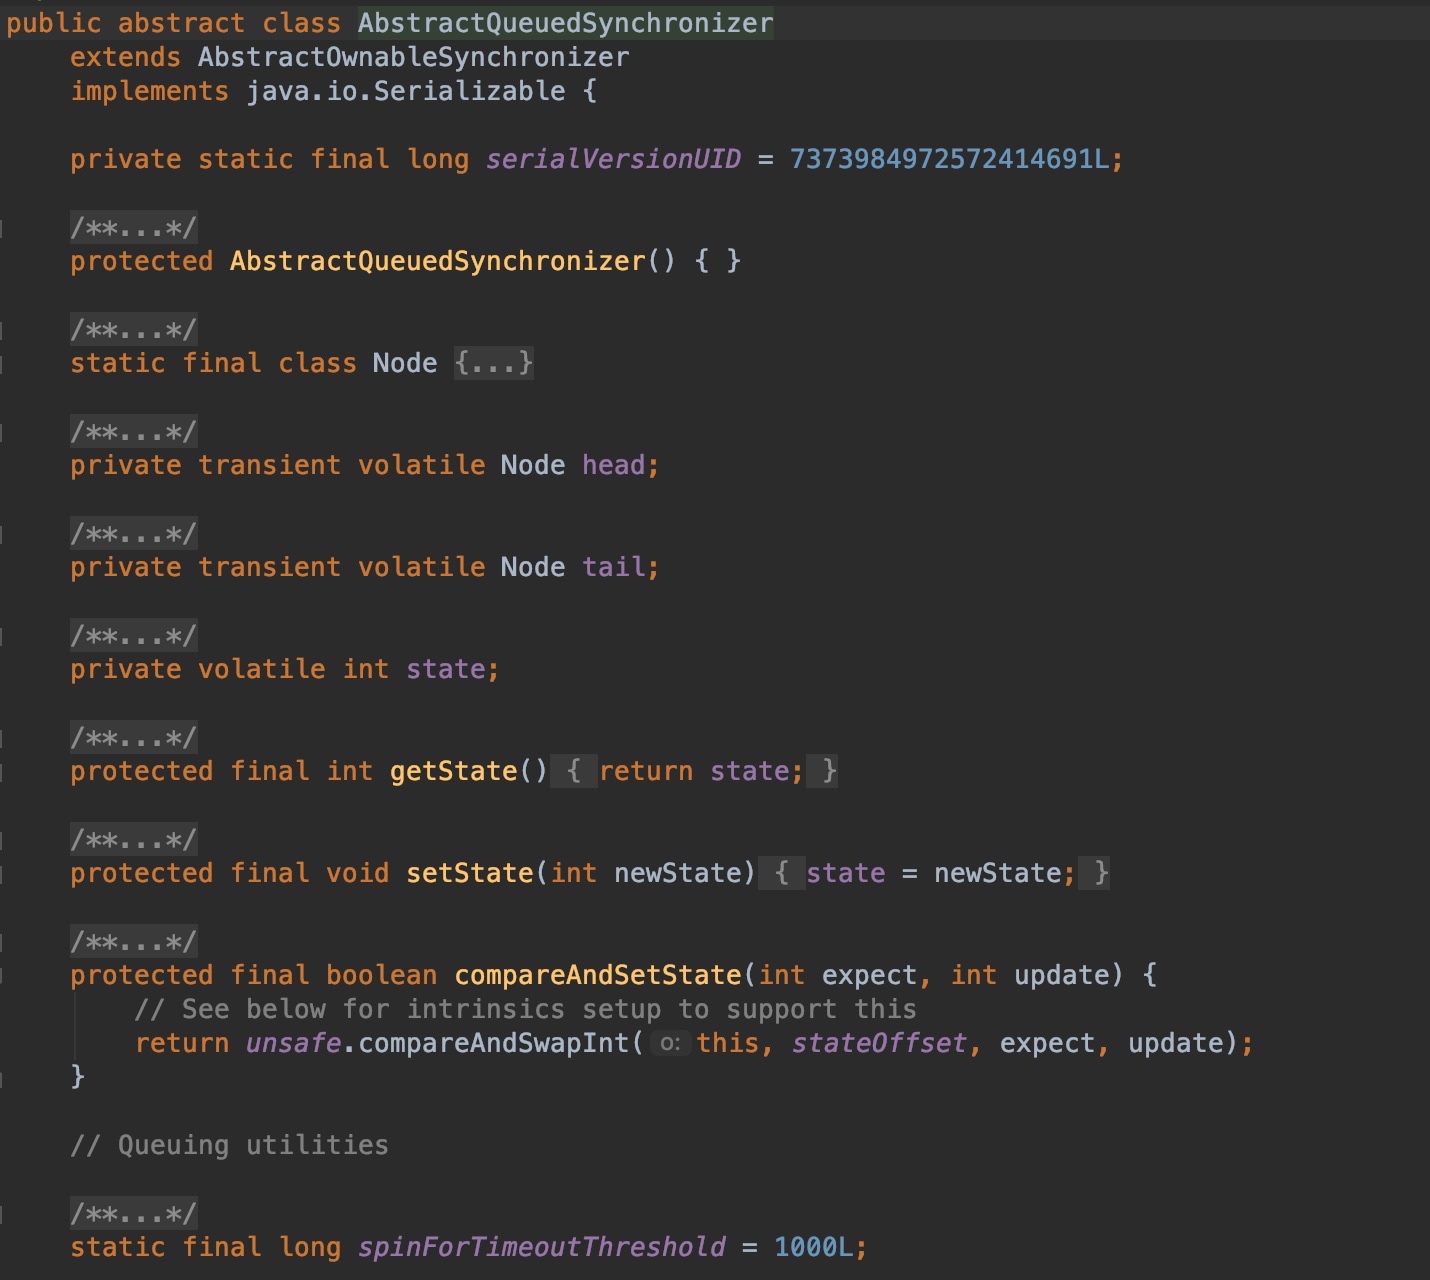 public abstract class AbstractQueuedSynchronizer
extends AbstractOwnableSynchronizer
implements java.io.Serializable {
private static final long serialVersionUID = 7373984972572414691L;
/**...*/
protected AbstractQueuedSynchronizer() { }
/**...*/
static final class Node {...}
/**...*/
private transient volatile Node head;
/**...*/
private transient volatile Node tail;
/**...*/
private volatile int state;
/**...*/
protected final int getState() { return state; }
/**...*/
protected final void setState(int newState) { state = newState; }
/**...*/
protected final boolean compareAndSetState(int expect, int update) {
// See below for intrinsics setup to support this
return unsafe.compareAndSwapInt( o: this, stateOffset, expect, update);
}
// Queuing utilities
/**...*/
static final long spinForTimeoutThreshold = 1000L;